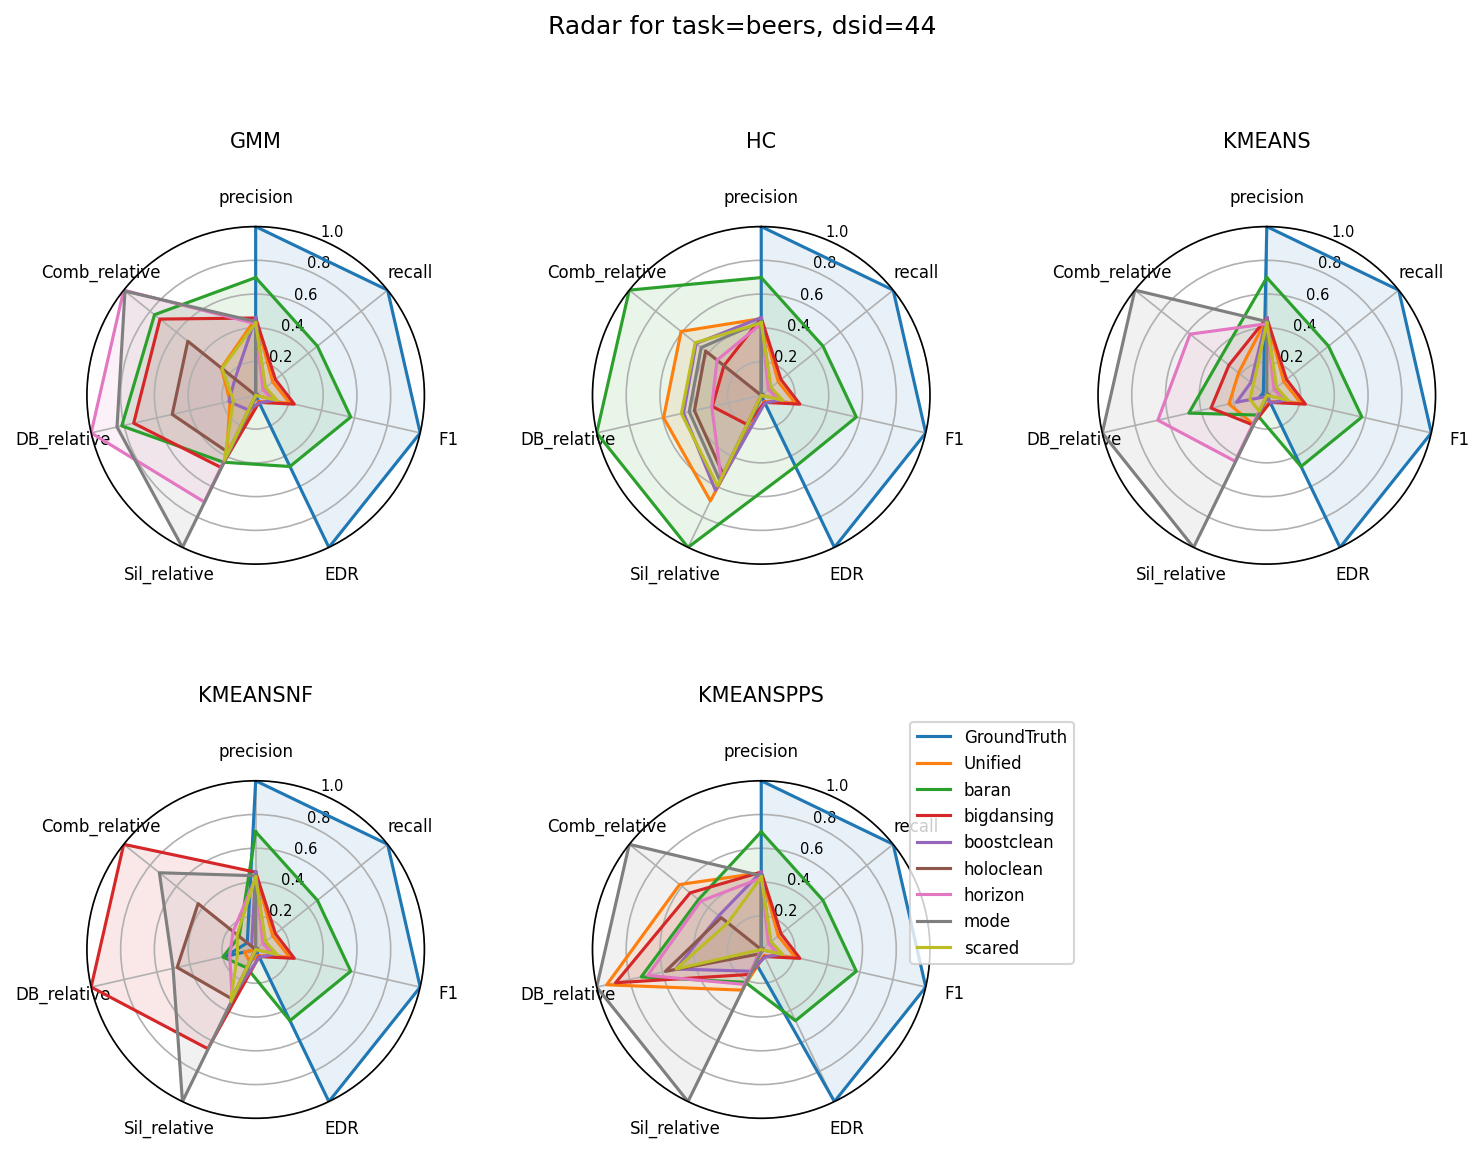 Radar for task=beers, dsid=44
GMM
precision
recall
F1
EDR
Sil_relative
DB_relative
Comb_relative
0.2
0.4
0.6
0.8
1.0
HC
precision
recall
F1
EDR
Sil_relative
DB_relative
Comb_relative
0.2
0.4
0.6
0.8
1.0
KMEANS
precision
recall
F1
EDR
Sil_relative
DB_relative
Comb_relative
0.2
0.4
0.6
0.8
1.0
KMEANSNF
precision
recall
F1
EDR
Sil_relative
DB_relative
Comb_relative
0.2
0.4
0.6
0.8
1.0
KMEANSPPS
precision
recall
F1
EDR
Sil_relative
DB_relative
Comb_relative
0.2
0.4
0.6
0.8
1.0
GroundTruth
Unified
baran
bigdansing
boostclean
holoclean
horizon
mode
scared